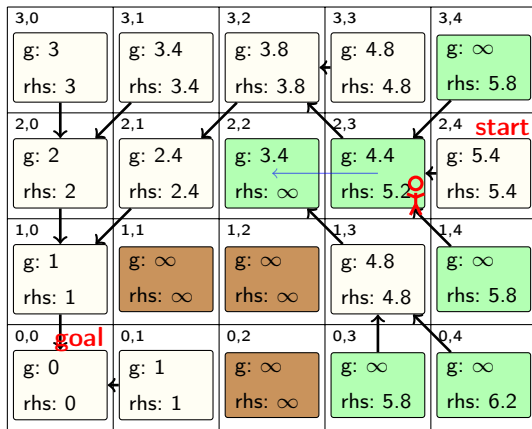 3,0 3,1 3,2 3,3 3,4
g: 3 g: 3.4 g: 3.8 g: 4.8 g: ∞
rhs: 3 rhs: 3.4 rhs: 3.8 rhs: 4.8 rhs: 5.8
2,0 2,1 2,2 2,3 2,4 start
g: 2 g: 2.4 g: 3.4 g: 4.4 g: 5.4
rhs: 2 rhs: 2.4 rhs: ∞ rhs: 5.2 rhs: 5.4
1,0 1,1 1,2 1,3 1,4
g: 1 g: ∞ g: ∞ g: 4.8 g: ∞
rhs: 1 rhs: ∞ rhs: ∞ rhs: 4.8 rhs: 5.8
0,0 goal 0,1 0,2 0,3 0,4
g: 0 g: 1 g: ∞ g: ∞ g: ∞
rhs: 0 rhs: 1 rhs: ∞ rhs: 5.8 rhs: 6.2